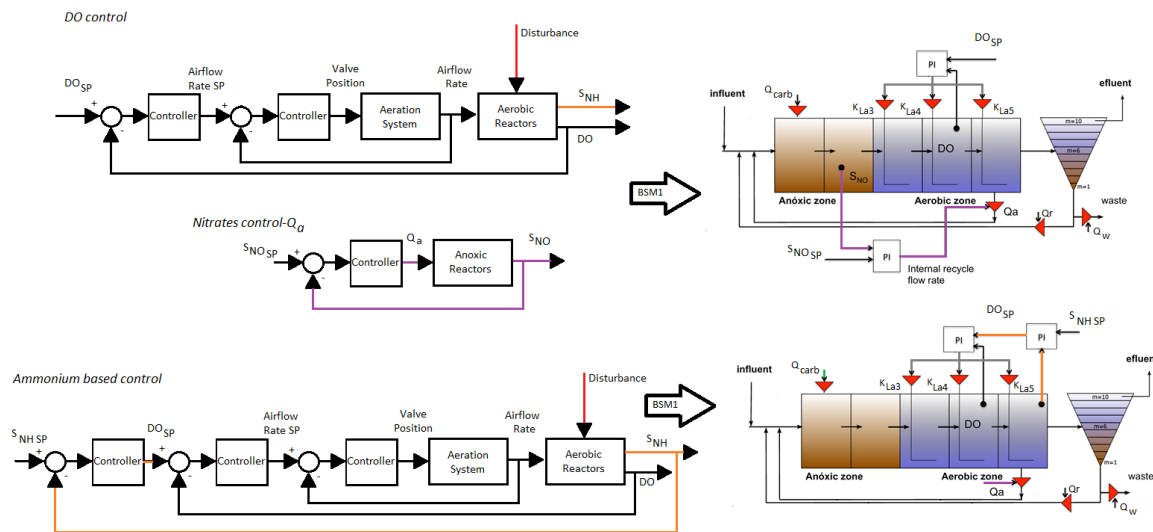 DO control
Disturbance
DO SP
Airflow
Rate SP
Valve
Position
Airflow
Rate
+
-
Controller
+
-
Controller
Aeration
System
Aerobic
Reactors
S NH
DO
BSM1
Nitrates control-Qa
S NO SP
+
-
Controller
Qa
Anoxic
Reactors
S NO
DO SP
PI
influent
Q carb
K La3
K La4
K La5
efluent
m=10
m=6
m=1
DO
S NO
Anóxic zone
Aerobic zone
Qa
Qr
waste
Q w
S NO SP
PI
Internal recycle
flow rate
Ammonium based control
Disturbance
S NH SP
+
-
Controller
DO SP
+
-
Controller
Airflow
Rate SP
+
-
Controller
Valve
Position
Aeration
System
Airflow
Rate
Aerobic
Reactors
S NH
DO
BSM1
DO SP
S NH SP
PI
PI
influent
Q carb
K La3
K La4
K La5
efluent
m=10
m=6
m=1
DO
Anóxic zone
Aerobic zone
Qa
Qr
waste
Q w